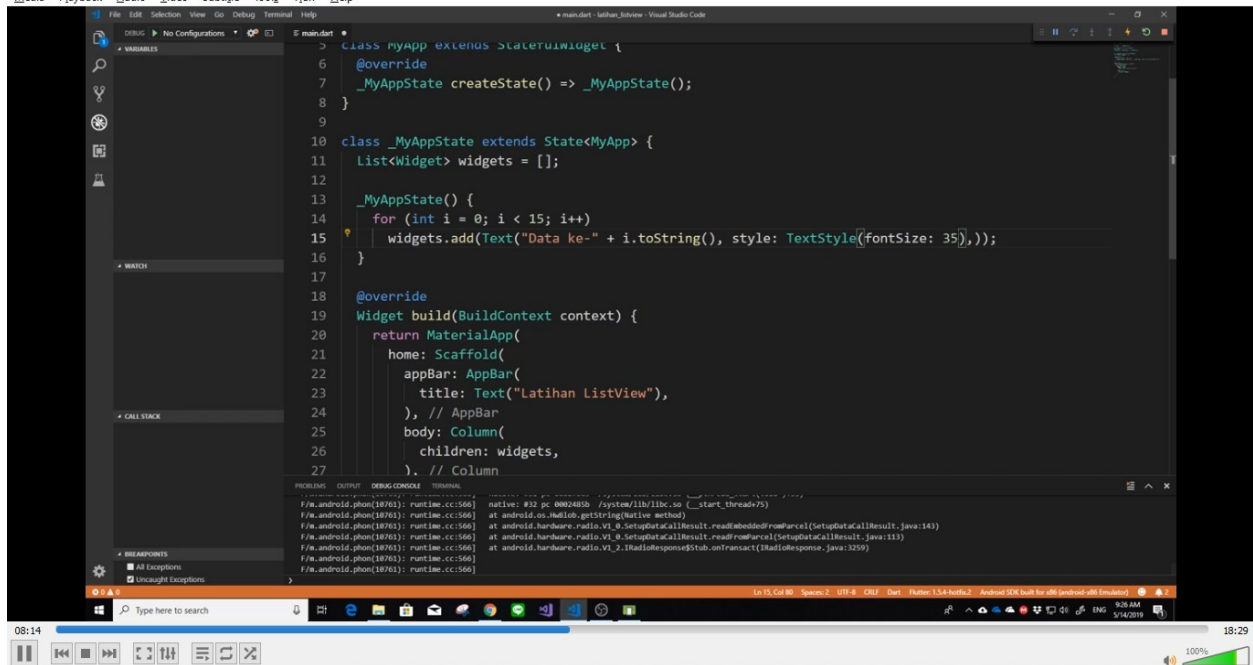 Media Playback Audio Video Subtitle Tools View Help
File Edit Selection View Go Debug Terminal Help
● main.dart - latihan_listview - Visual Studio Code
DEBUG No Configurations
main.dart ●
VARIABLES
5 class MyApp extends StatefulWidget {
6 @override
7 _MyAppState createState() => _MyAppState();
8 }
9
10 class _MyAppState extends State<MyApp> {
11 List<Widget> widgets = [];
12
13 _MyAppState() {
14 for (int i = 0; i < 15; i++)
15 widgets.add(Text("Data ke-" + i.toString(), style: TextStyle(fontSize: 35),));
16 }
WATCH
17
18 @override
19 Widget build(BuildContext context) {
20 return MaterialApp(
21 home: Scaffold(
22 appBar: AppBar(
23 title: Text("Latihan ListView"),
24 ), // AppBar
CALL STACK
25 body: Column(
26 children: widgets,
27 ), // Column
PROBLEMS OUTPUT DEBUG CONSOLE TERMINAL
F/m.android.phon(10761): runtime.cc:566] native: #32 pc 0002485b /system/lib/libc.so (__start_thread+75)
F/m.android.phon(10761): runtime.cc:566] at android.os.HwBlob.getString(Native method)
F/m.android.phon(10761): runtime.cc:566] at android.hardware.radio.V1_0.SetupDataCallResult.readEmbeddedFromParcel(SetupDataCallResult.java:143)
F/m.android.phon(10761): runtime.cc:566] at android.hardware.radio.V1_0.SetupDataCallResult.readFromParcel(SetupDataCallResult.java:113)
F/m.android.phon(10761): runtime.cc:566] at android.hardware.radio.V1_2.IRadioResponse$Stub.onTransact(IRadioResponse.java:3259)
F/m.android.phon(10761): runtime.cc:566]
F/m.android.phon(10761): runtime.cc:566]
BREAKPOINTS
All Exceptions
Uncaught Exceptions
0 0 Ln 15, Col 80 Spaces: 2 UTF-8 CRLF Dart Flutter: 1.5.4-hotfix.2 Android SDK built for x86 (android-x86 Emulator) 2
Type here to search
ENG 9:26 AM
5/14/2019
08:14 18:29
100%